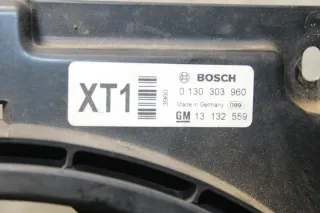 XT1
3960
BOSCH
0 130 303 960
Made in Germany 089
GM 13 132 559